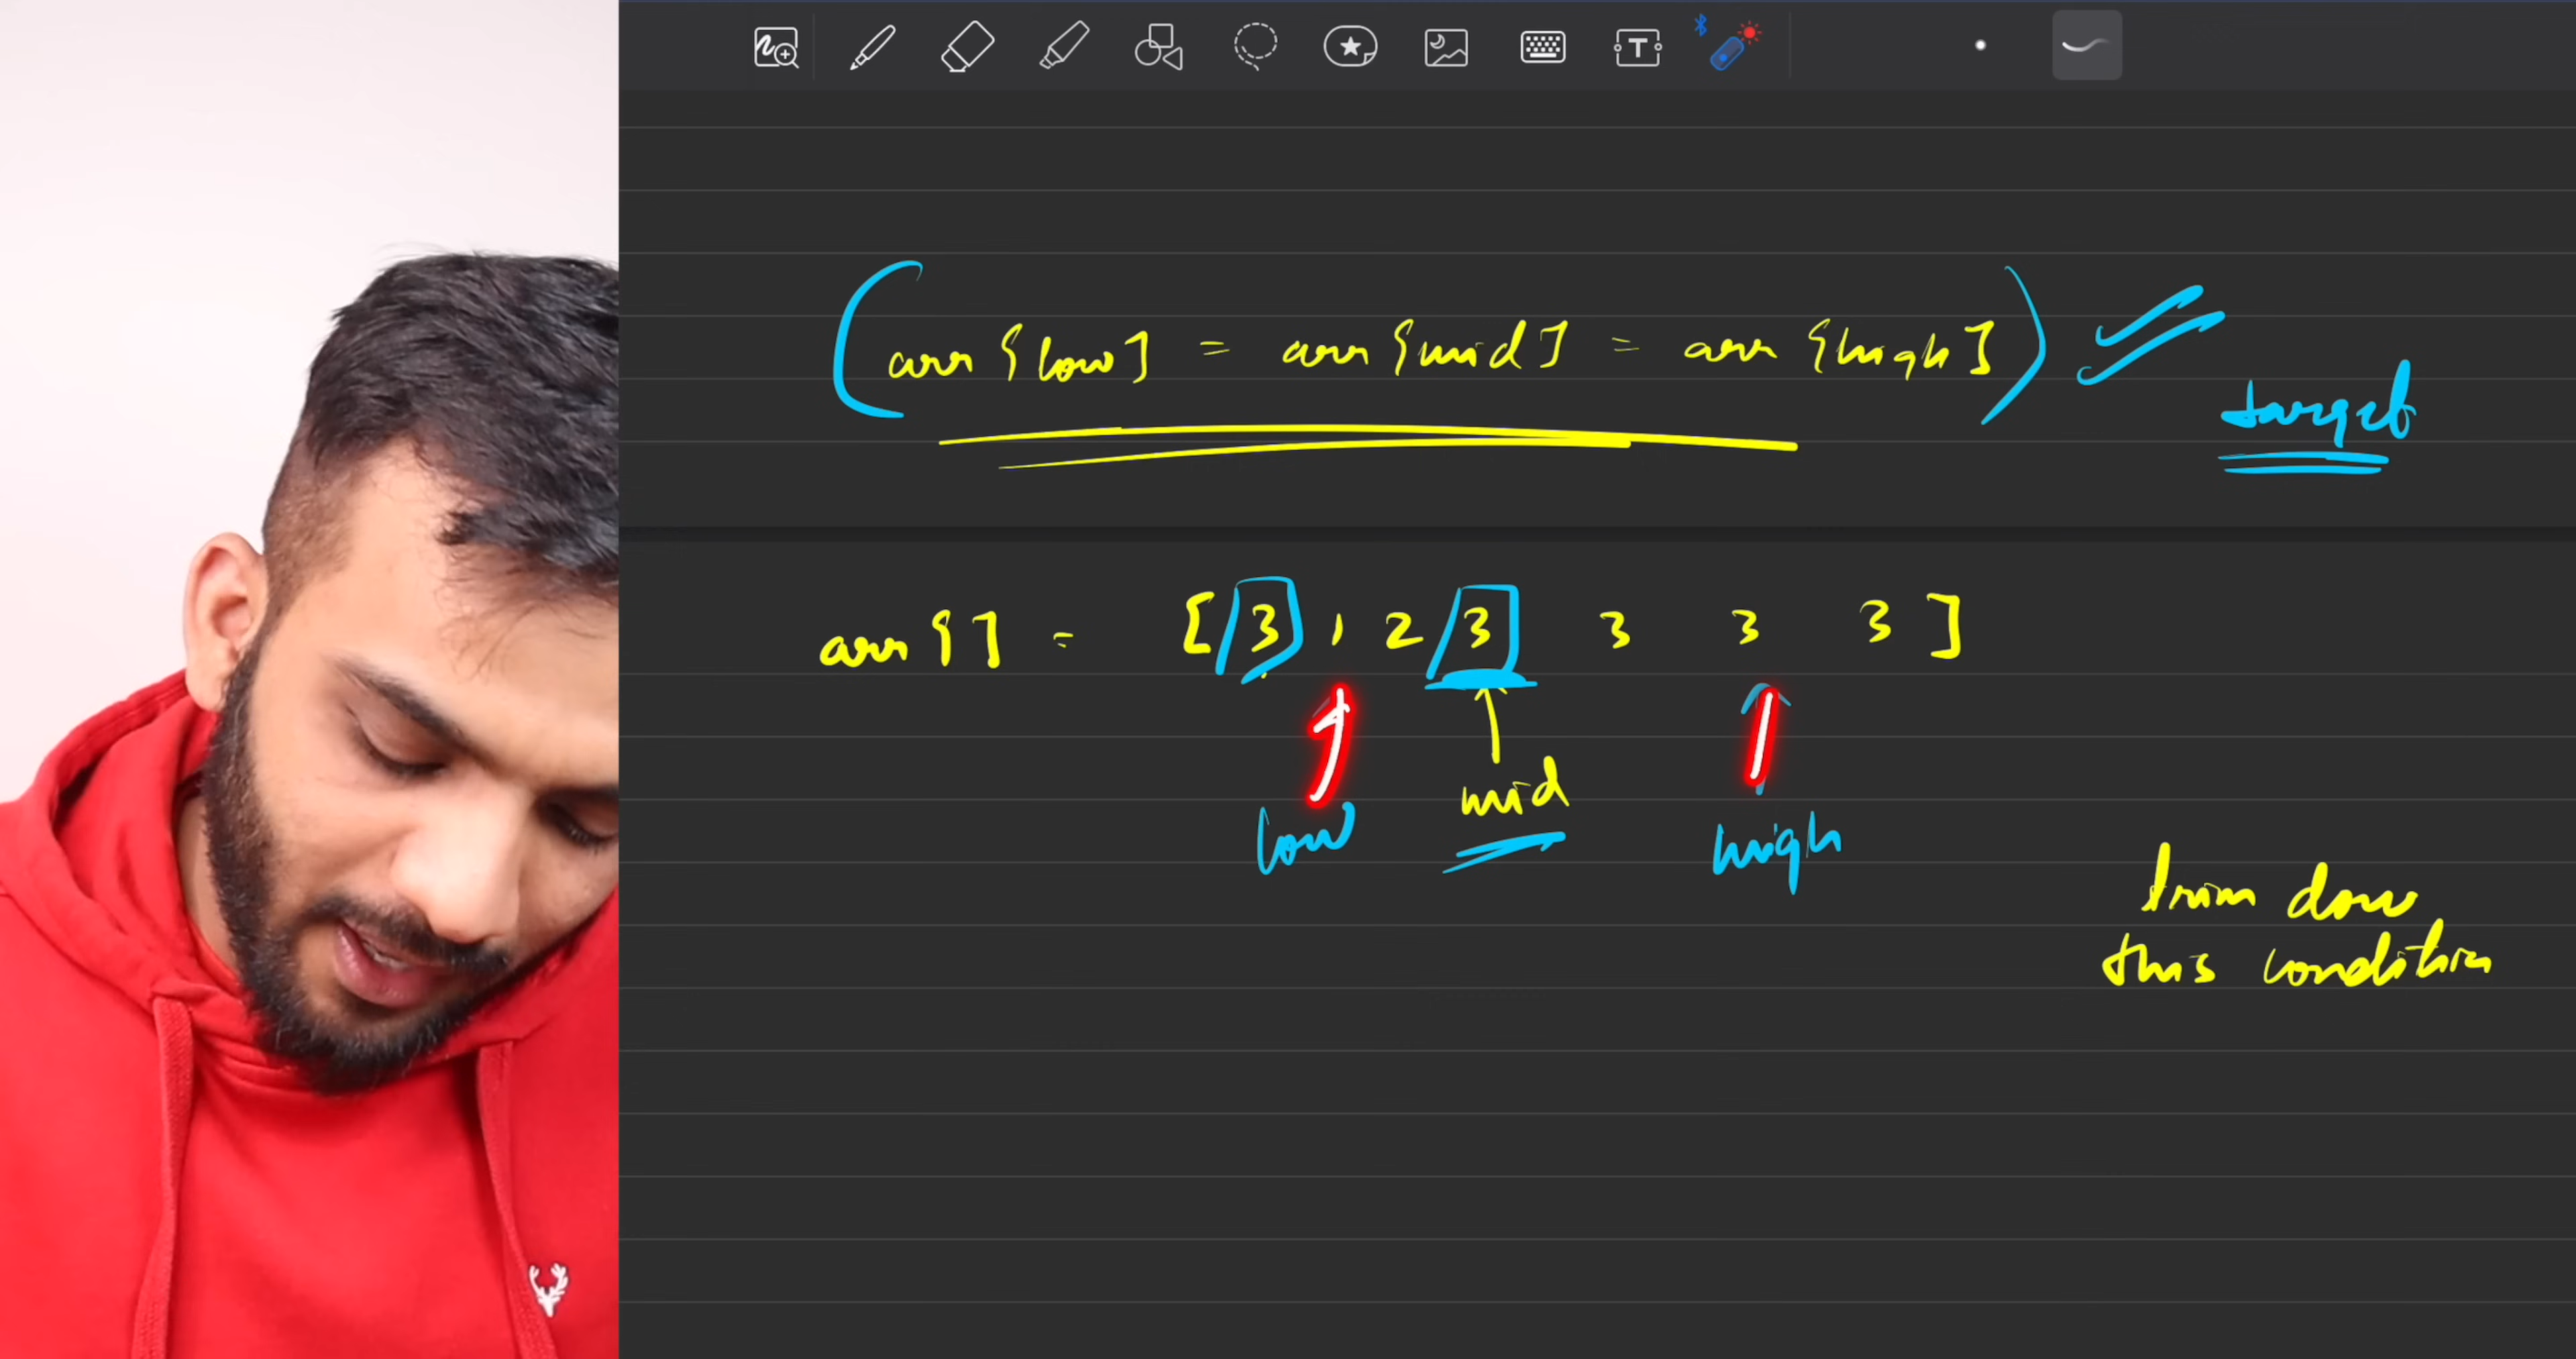 ( arr[low] = arr[mid] = arr[high] )
target
arr[] = [ 3 1 2 3 3 3 3 ]
mid
low high
trim down
this condition